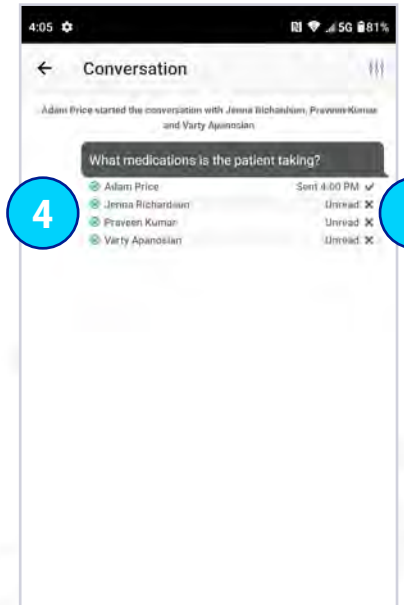 4:05 5G 81%
Conversation
Adam Price started the conversation with Jenna Richardson, Praveen Kumar
and Varty Apanosian
What medications is the patient taking?
Adam Price Sent 4:00 PM
Jenna Richardson Unread
4
Praveen Kumar Unread
Varty Apanosian Unread